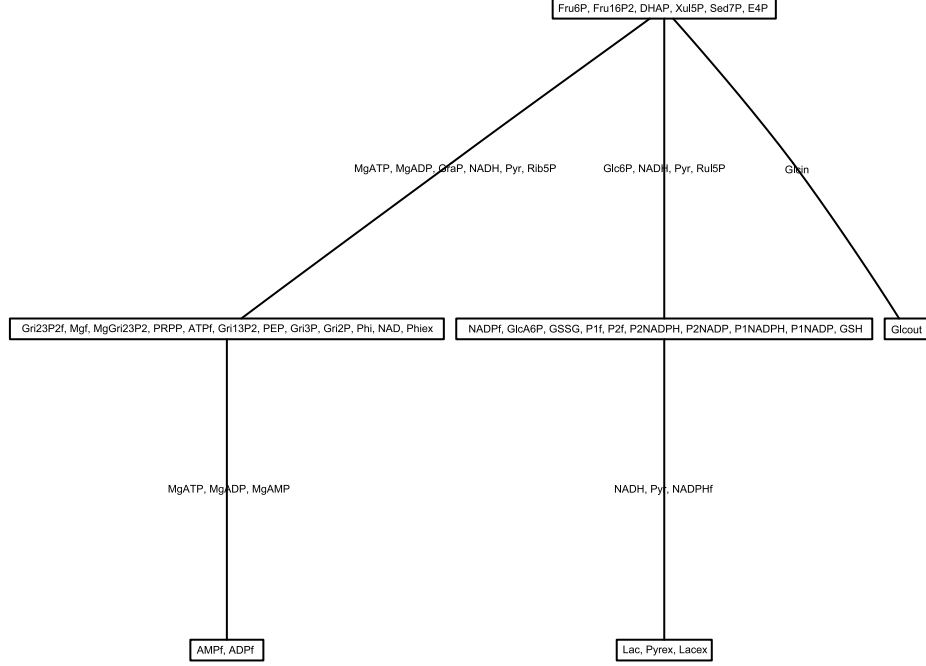 Fru6P, Fru16P2, DHAP, Xul5P, Sed7P, E4P
MgATP, MgADP, GraP, NADH, Pyr, Rib5P
Glc6P, NADH, Pyr, Rul5P
Glcin
Gri23P2f, Mgf, MgGri23P2, PRPP, ATPf, Gri13P2, PEP, Gri3P, Gri2P, Phi, NAD, Phiex
NADPf, GlcA6P, GSSG, P1f, P2f, P2NADPH, P2NADP, P1NADPH, P1NADP, GSH
Glcout
MgATP, MgADP, MgAMP
NADH, Pyr, NADPHf
AMPf, ADPf
Lac, Pyrex, Lacex